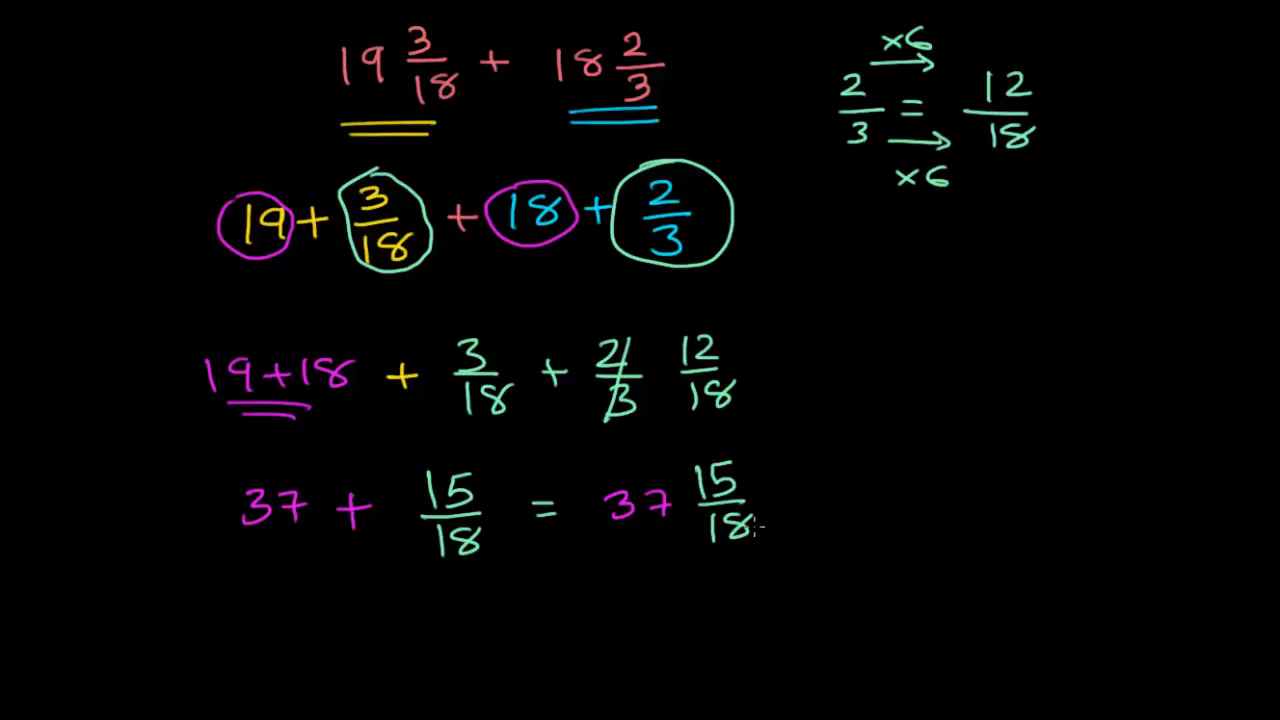 19 3/18 + 18 2/3
×6
2/3 = 12/18
×6
19 + 3/18 + 18 + 2/3
19+18 + 3/18 + 2/3 12/18
37 + 15/18 = 37 15/18